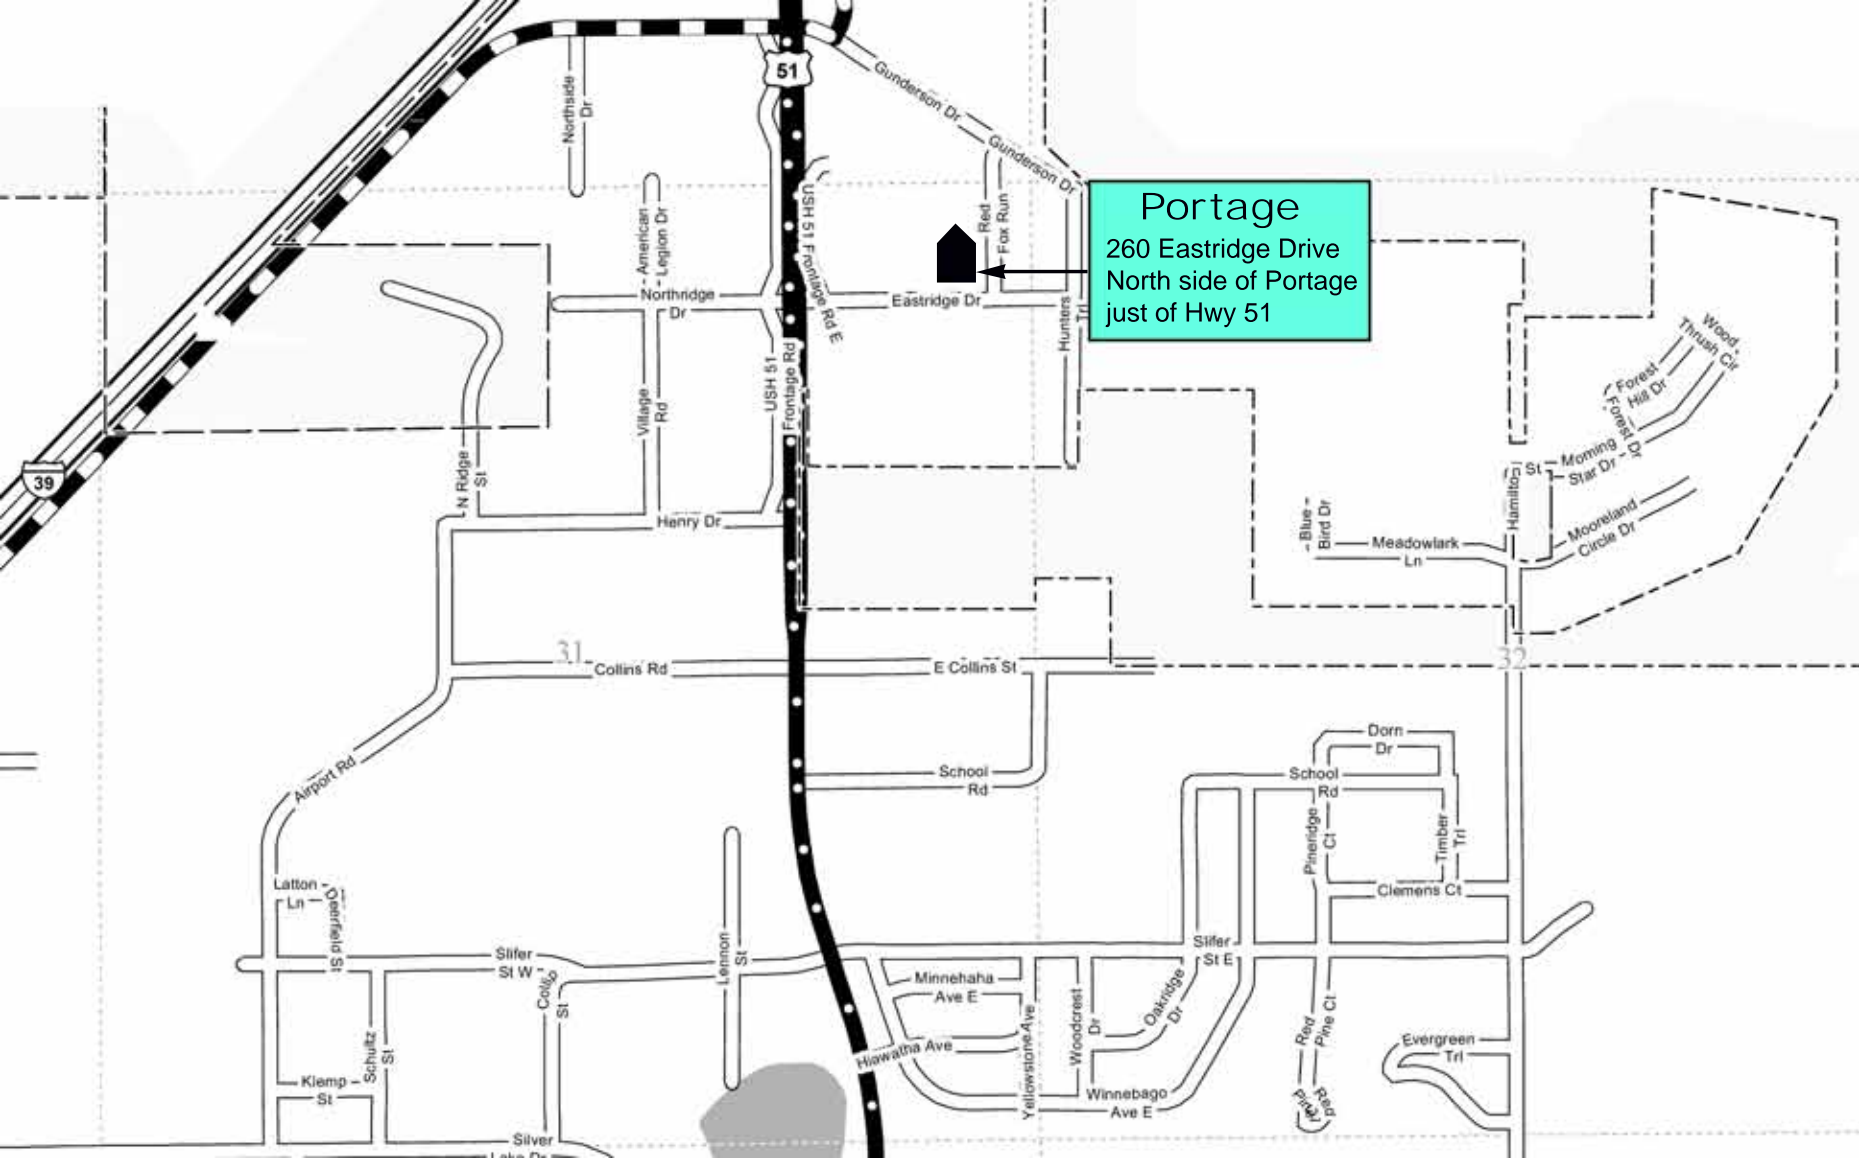 51
Gunderson Dr
Northside
Dr
Gunderson Dr
Portage
260 Eastridge Drive
North side of Portage
just of Hwy 51
American
Legion Dr
USH 51 Frontage Rd E
Red
Fox Run
Northridge
Dr
Eastridge Dr
Hunters
Trl
Wood
Thrush Cir
Forest
Hill Dr
Forest Dr
Village
Rd
USH 51
Frontage Rd
N Ridge
St
39
Morning
Star Dr
Hamilton
St
Mooreland
Circle Dr
Blue
Bird Dr
Meadowlark
Ln
Henry Dr
31
Collins Rd
E Collins St
32
Airport Rd
School
Rd
Dorn
Dr
School
Rd
Pineridge
Ct
Timber
Trl
Clemens Ct
Latton
Ln
Deerfield St
Slifer
St W
Collip
St
Lennon
St
Slifer
St E
Minnehaha
Ave E
Yellowstone Ave
Woodcrest
Dr
Oakridge
Dr
Red
Pine Ct
Hiawatha Ave
Evergreen
Trl
Schultz
St
Klemp
St
Winnebago
Ave E
Red
Pine
Silver
Lake Dr